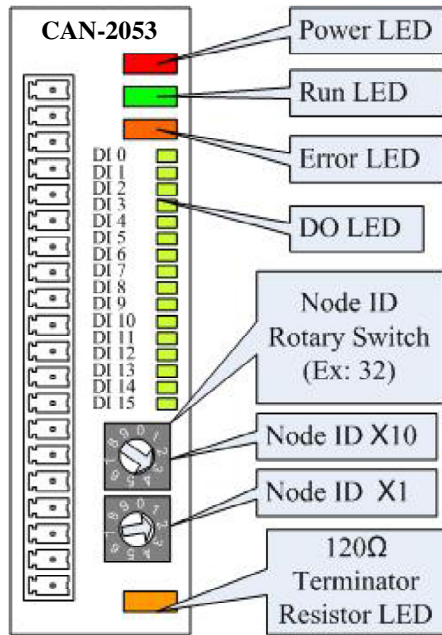 CAN-2053
Power LED
Run LED
Error LED
DI 0
DI 1
DI 2
DI 3
DI 4
DI 5
DI 6
DI 7
DI 8
DI 9
DI 10
DI 11
DI 12
DI 13
DI 14
DI 15
DO LED
Node ID
Rotary Switch
(Ex: 32)
Node ID X10
Node ID X1
120Ω
Terminator
Resistor LED